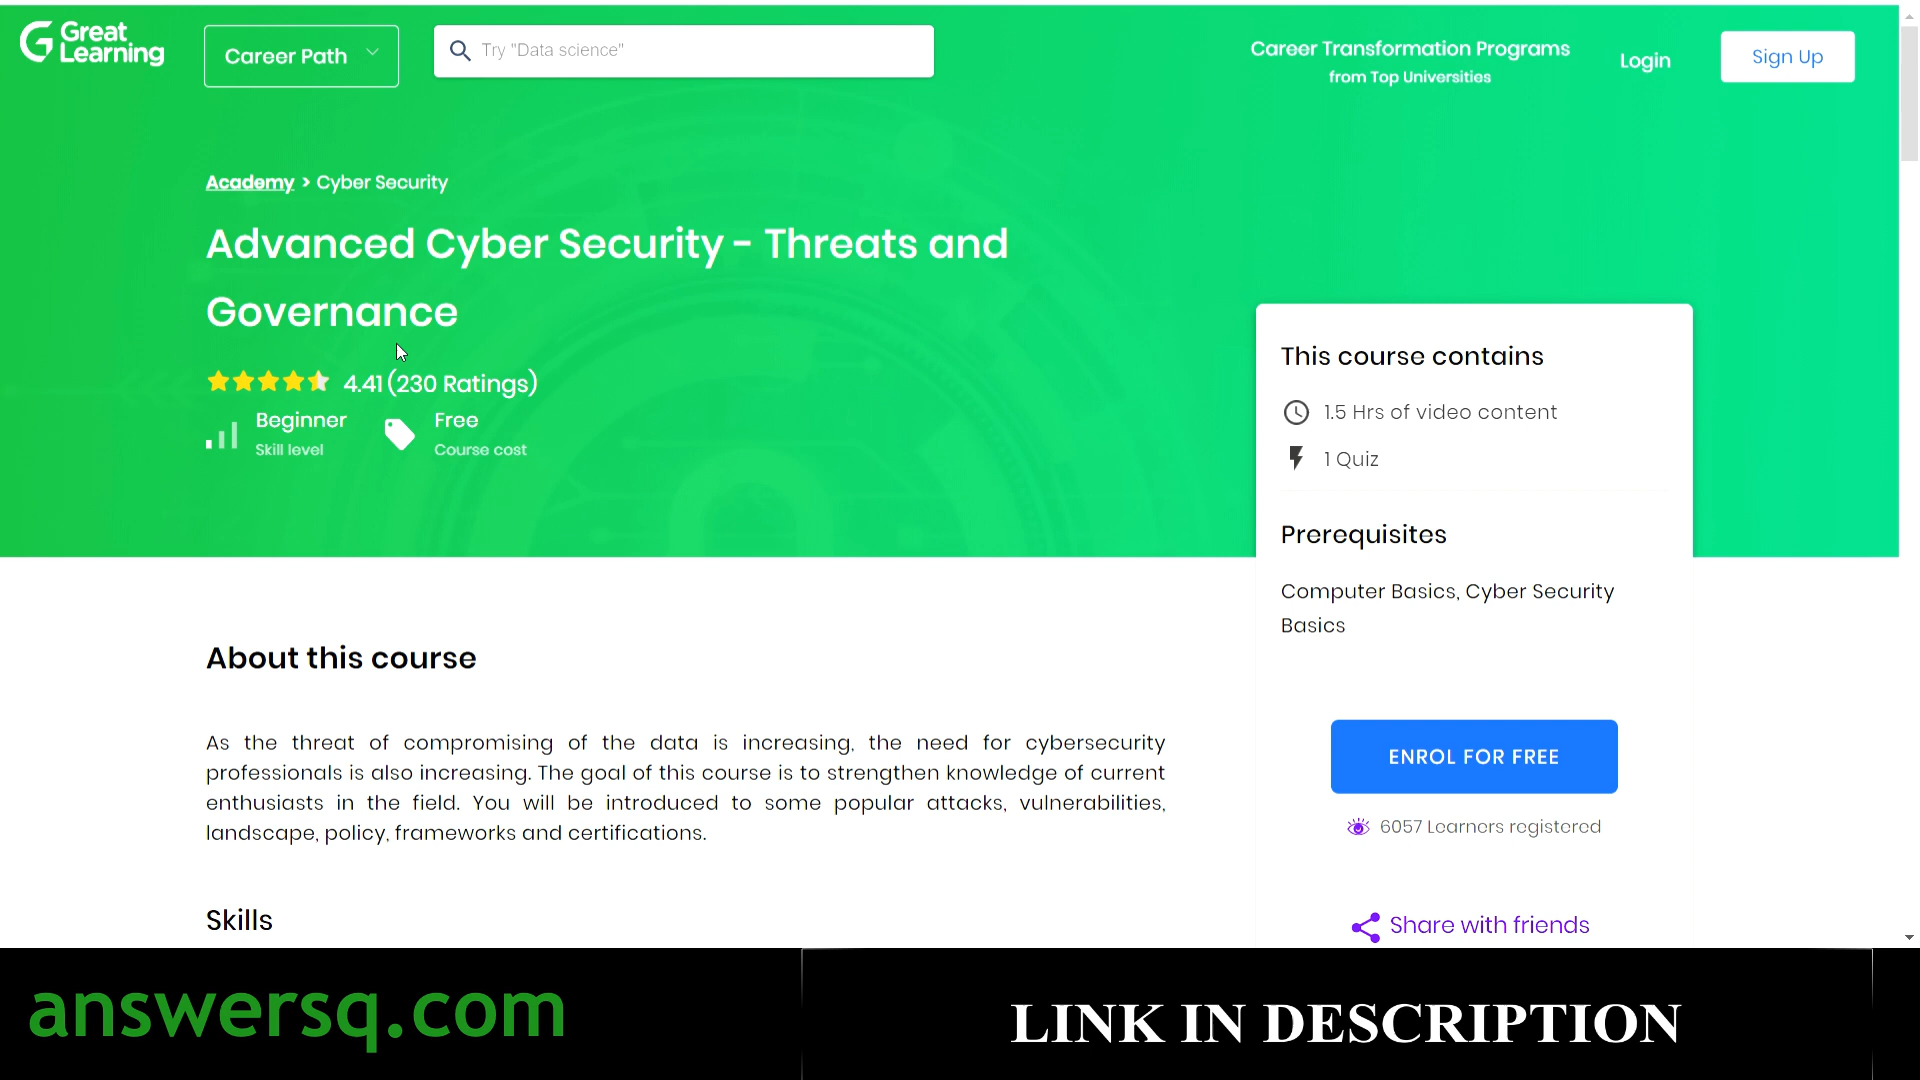 Great
Learning
Career Path
Try "Data science"
Career Transformation Programs
from Top Universities
Login
Sign Up
Academy > Cyber Security
Advanced Cyber Security - Threats and
Governance
4.41 (230 Ratings)
Beginner
Skill level
Free
Course cost
This course contains
1.5 Hrs of video content
1 Quiz
Prerequisites
Computer Basics, Cyber Security
Basics
ENROL FOR FREE
6057 Learners registered
Share with friends
About this course
As the threat of compromising of the data is increasing, the need for cybersecurity
professionals is also increasing. The goal of this course is to strengthen knowledge of current
enthusiasts in the field. You will be introduced to some popular attacks, vulnerabilities,
landscape, policy, frameworks and certifications.
Skills
answersq.com
LINK IN DESCRIPTION